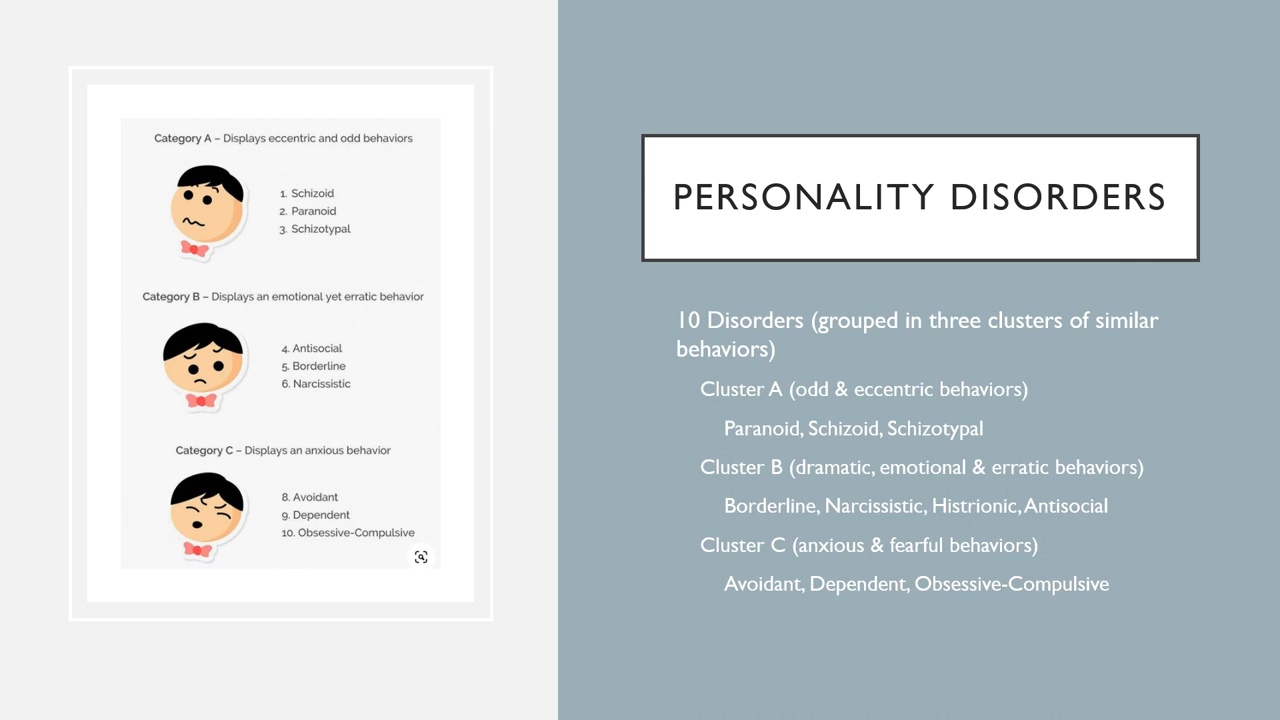 Category A – Displays eccentric and odd behaviors
1. Schizoid
2. Paranoid
3. Schizotypal
Category B – Displays an emotional yet erratic behavior
4. Antisocial
5. Borderline
6. Narcissistic
Category C – Displays an anxious behavior
8. Avoidant
9. Dependent
10. Obsessive-Compulsive
PERSONALITY DISORDERS
10 Disorders (grouped in three clusters of similar
behaviors)
Cluster A (odd & eccentric behaviors)
Paranoid, Schizoid, Schizotypal
Cluster B (dramatic, emotional & erratic behaviors)
Borderline, Narcissistic, Histrionic, Antisocial
Cluster C (anxious & fearful behaviors)
Avoidant, Dependent, Obsessive-Compulsive